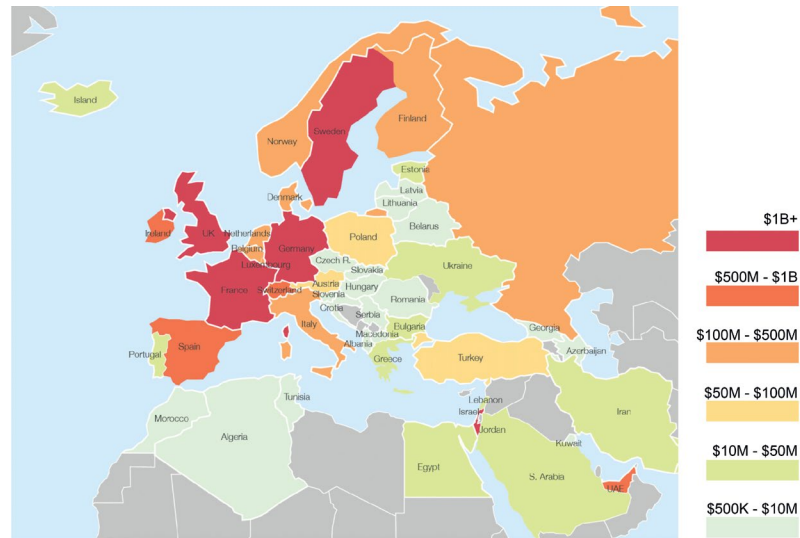 Island
Finland
Sweden
Norway
Estonia
Latvia
Denmark
Lithuania
Belarus
Ireland
UK
Netherlands
Poland
Belgium
Germany
Luxembourg
Czech R.
Ukraine
Slovakia
France
Switzerland
Austria
Hungary
Slovenia
Romania
Crotia
Serbia
Italy
Bulgaria
Georgia
Macedonia
Albania
Azerbaijan
Portugal
Spain
Greece
Turkey
Tunisia
Lebanon
Israel
Iran
Morocco
Jordan
Algeria
Kuwait
Egypt
S. Arabia
UAE
$1B+
$500M - $1B
$100M - $500M
$50M - $100M
$10M - $50M
$500K - $10M